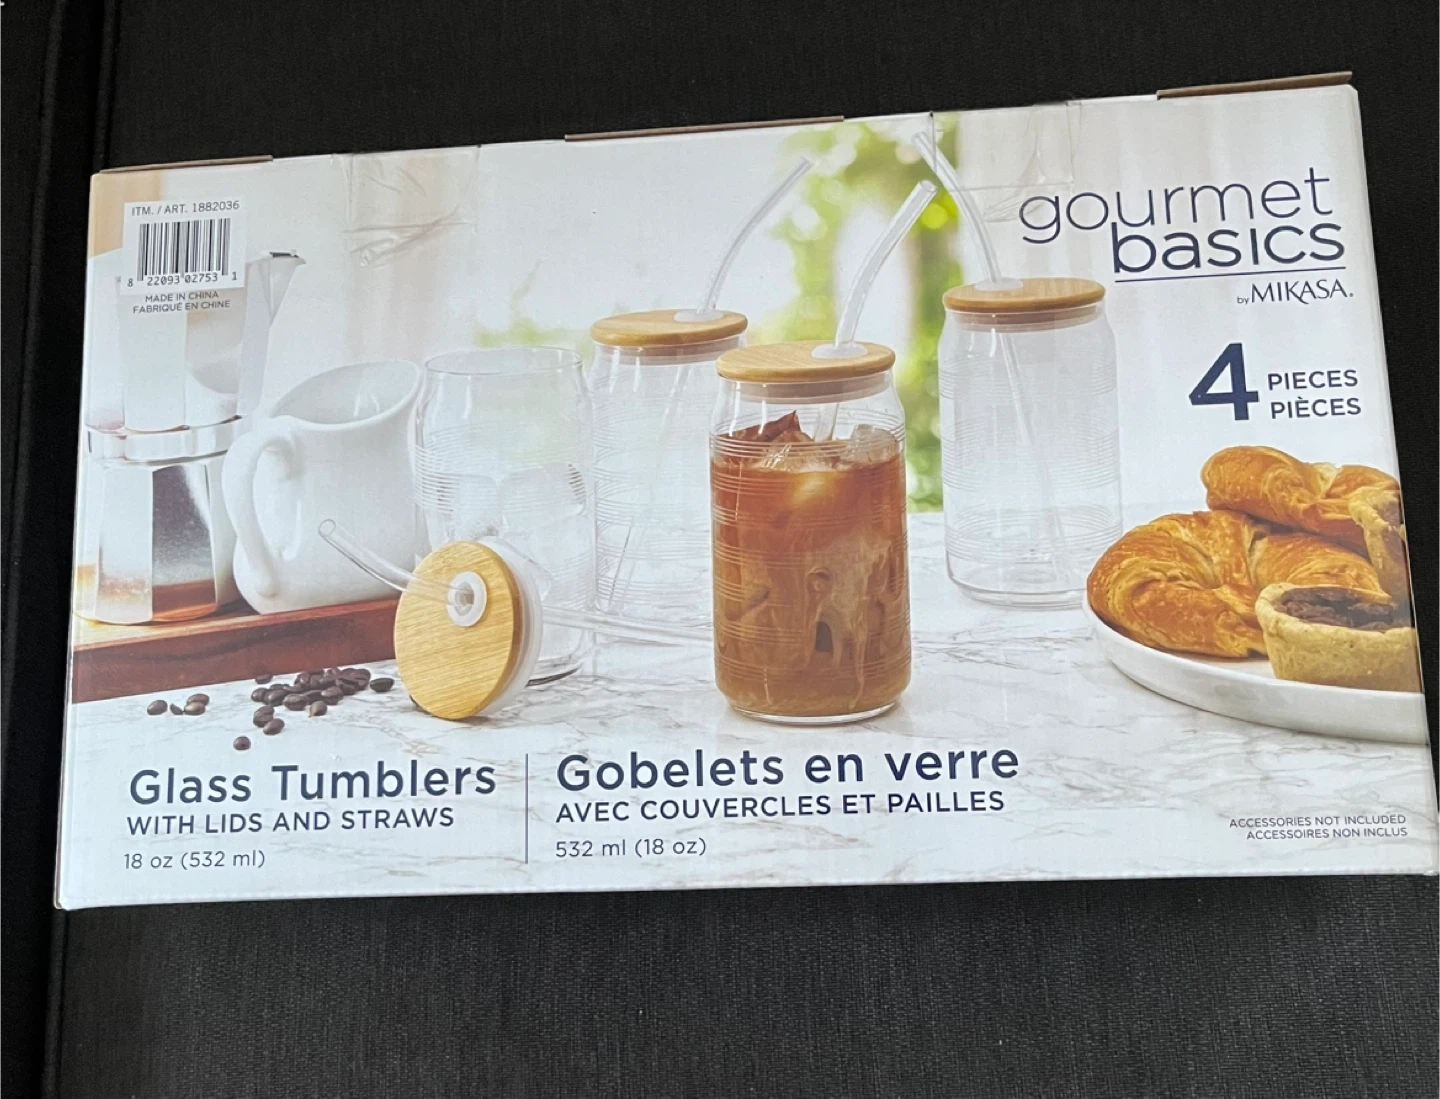 ITM. / ART. 1882036
8 22093 02753 1
MADE IN CHINA
FABRIQUÉ EN CHINE
gourmet
basics
by MIKASA®
4 PIECES
PIÈCES
Glass Tumblers
WITH LIDS AND STRAWS
18 oz (532 ml)
Gobelets en verre
AVEC COUVERCLES ET PAILLES
532 ml (18 oz)
ACCESSORIES NOT INCLUDED
ACCESSOIRES NON INCLUS